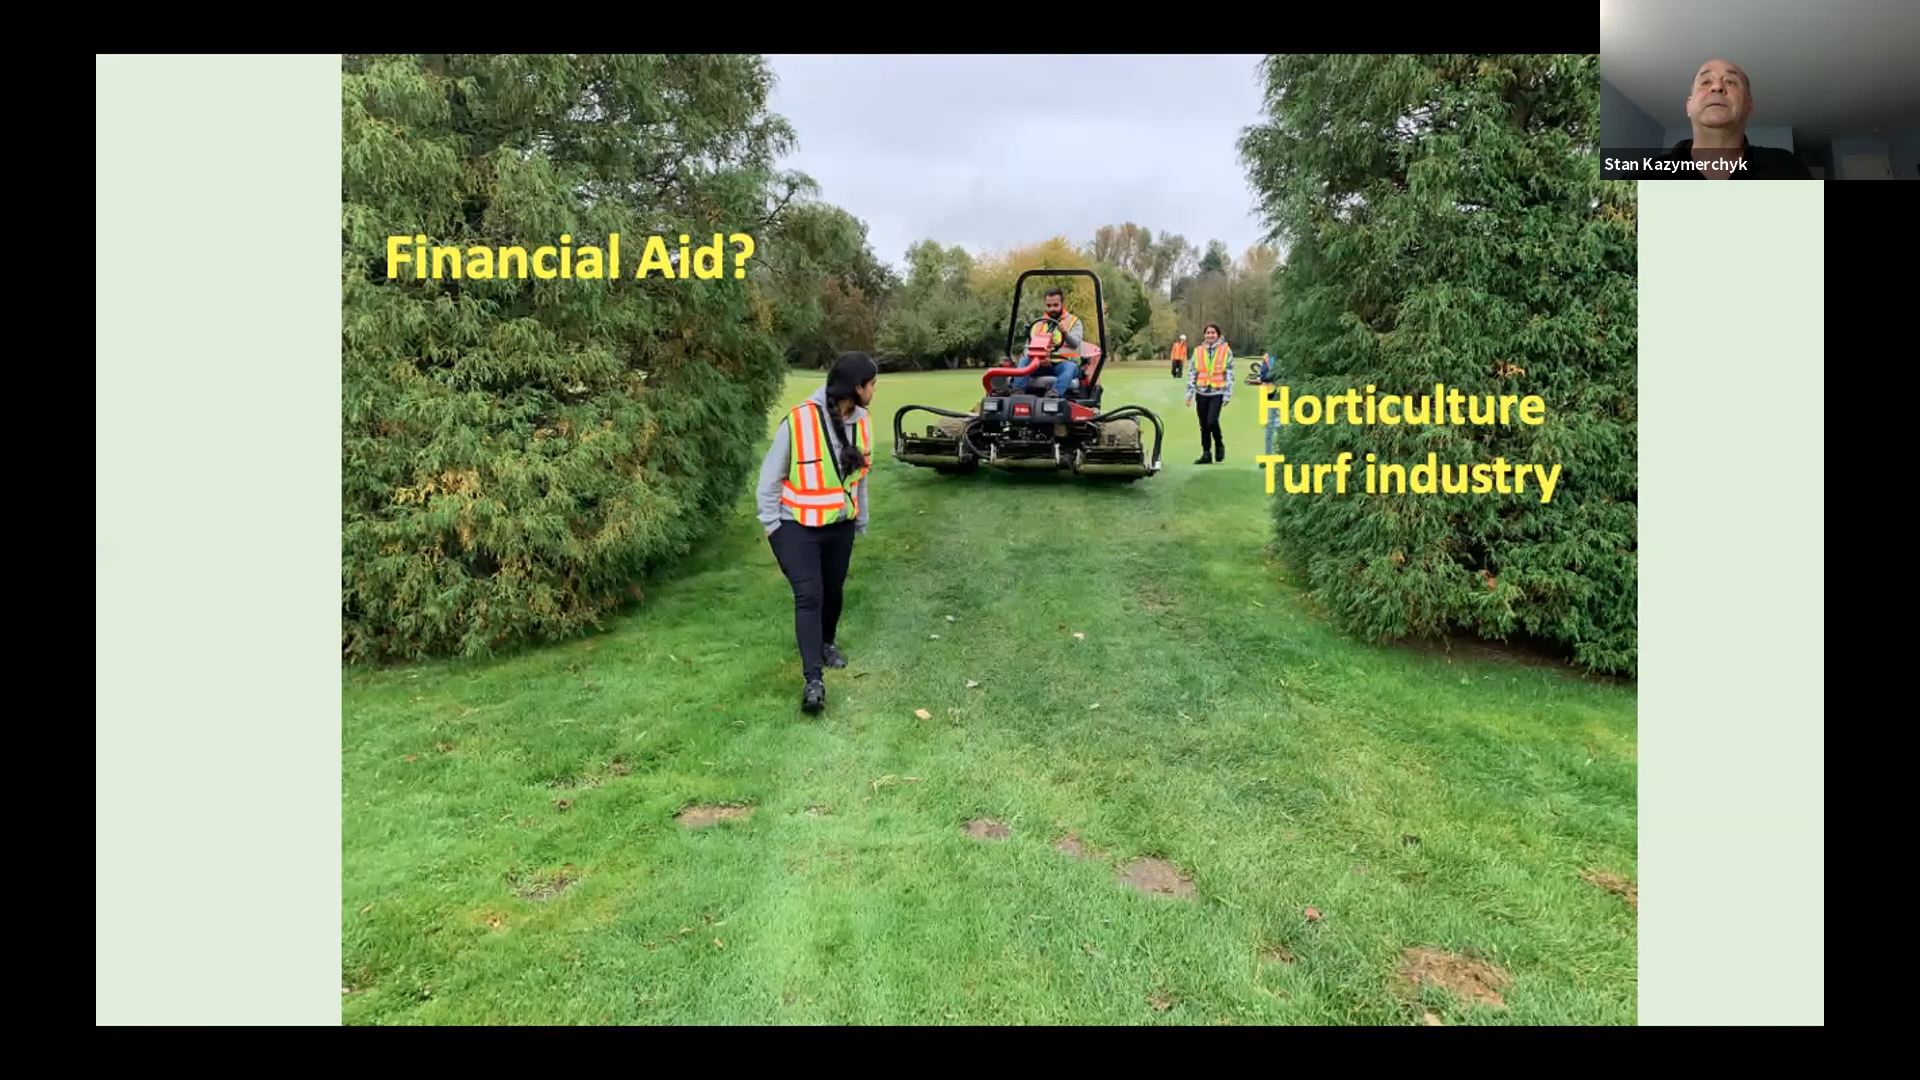 Stan Kazymerchyk
Financial Aid?
Horticulture
Turf industry